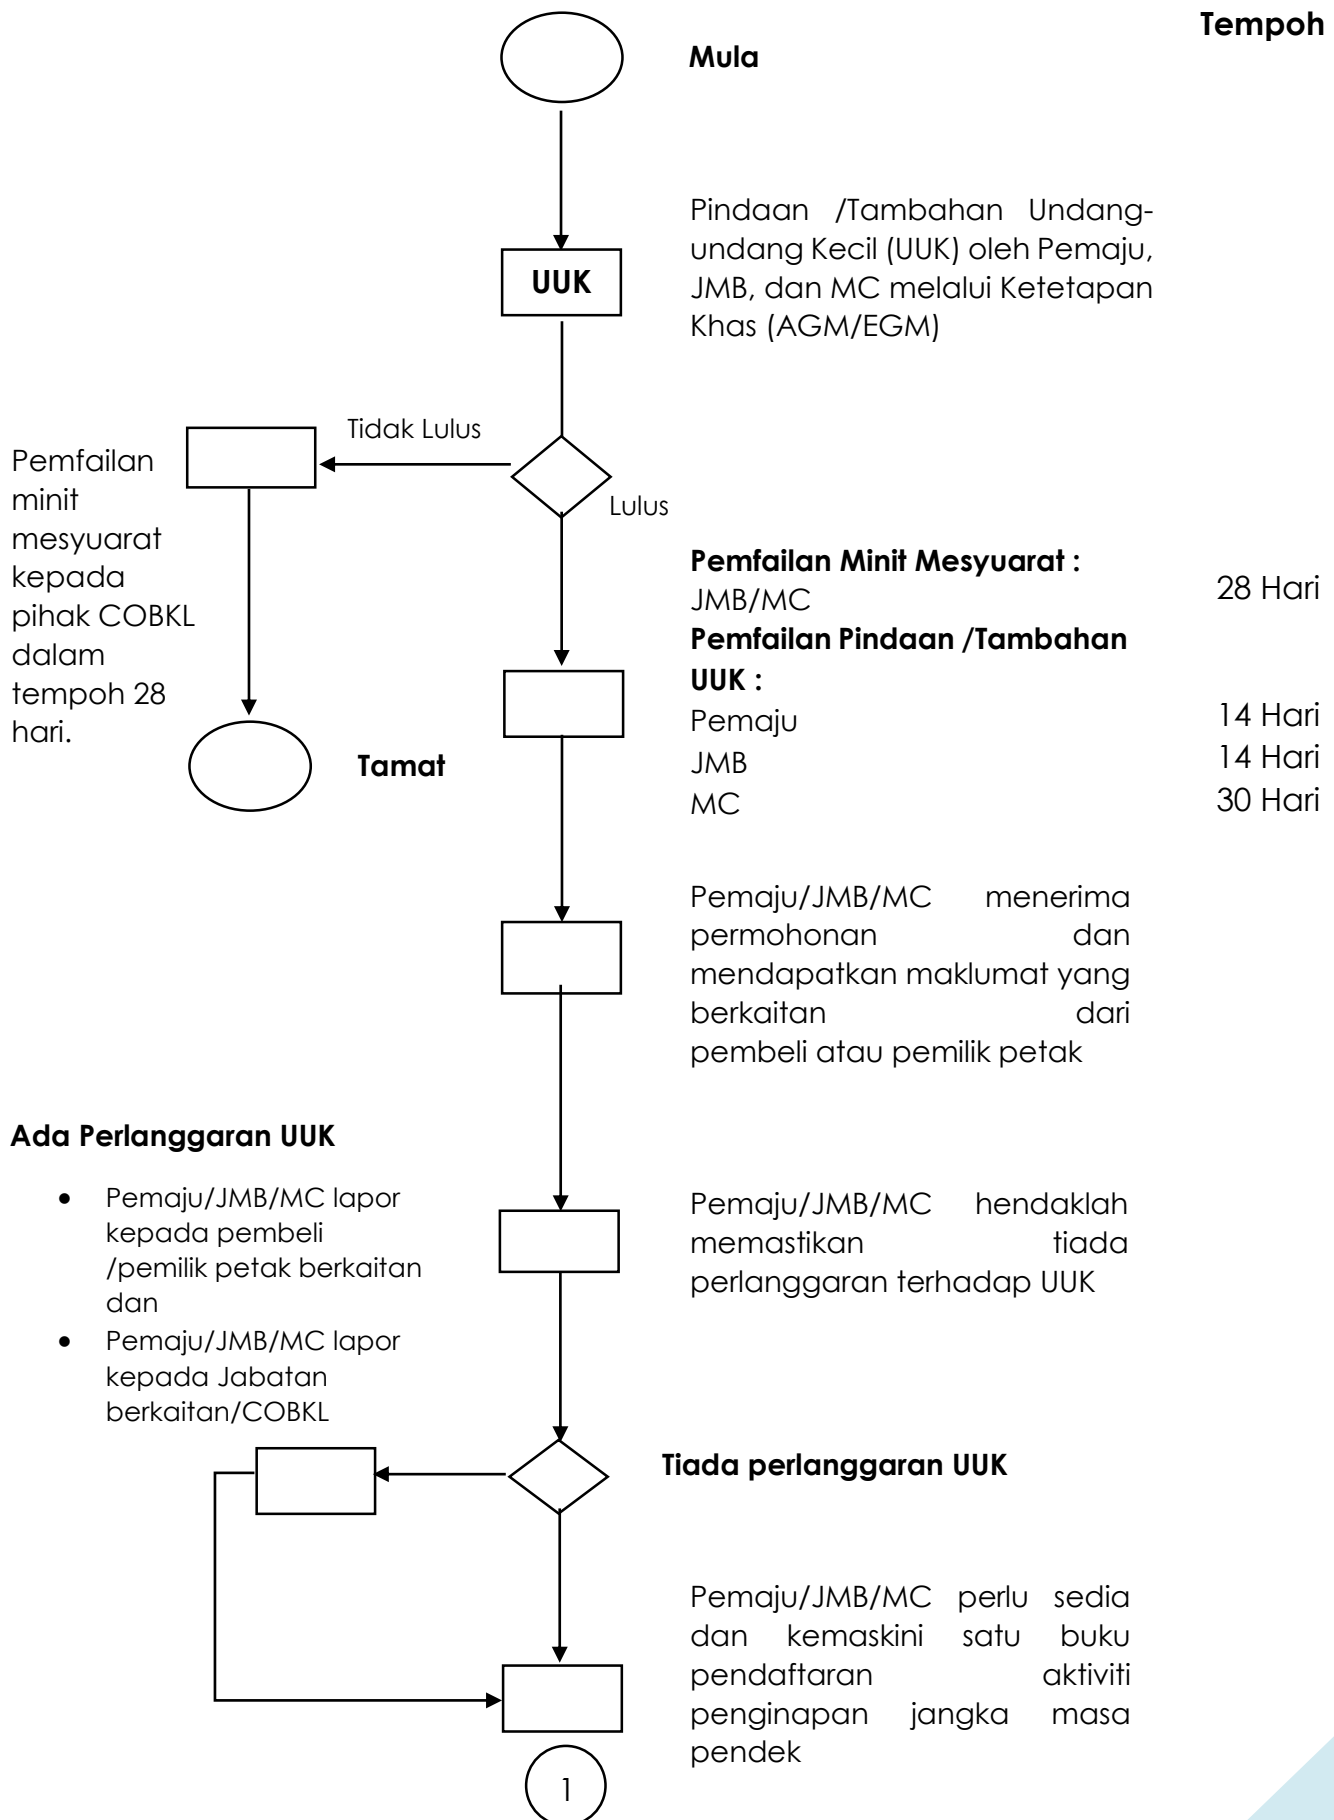 Tempoh
Mula
Pindaan /Tambahan Undang-
undang Kecil (UUK) oleh Pemaju,
JMB, dan MC melalui Ketetapan
Khas (AGM/EGM)
UUK
Tidak Lulus
Lulus
Pemfailan
minit
mesyuarat
kepada
pihak COBKL
dalam
tempoh 28
hari.
Tamat
Pemfailan Minit Mesyuarat :
JMB/MC 28 Hari
Pemfailan Pindaan /Tambahan
UUK :
Pemaju 14 Hari
JMB 14 Hari
MC 30 Hari
Pemaju/JMB/MC menerima
permohonan dan
mendapatkan maklumat yang
berkaitan dari
pembeli atau pemilik petak
Ada Perlanggaran UUK
• Pemaju/JMB/MC lapor
kepada pembeli
/pemilik petak berkaitan
dan
• Pemaju/JMB/MC lapor
kepada Jabatan
berkaitan/COBKL
Pemaju/JMB/MC hendaklah
memastikan tiada
perlanggaran terhadap UUK
Tiada perlanggaran UUK
Pemaju/JMB/MC perlu sedia
dan kemaskini satu buku
pendaftaran aktiviti
penginapan jangka masa
pendek
1